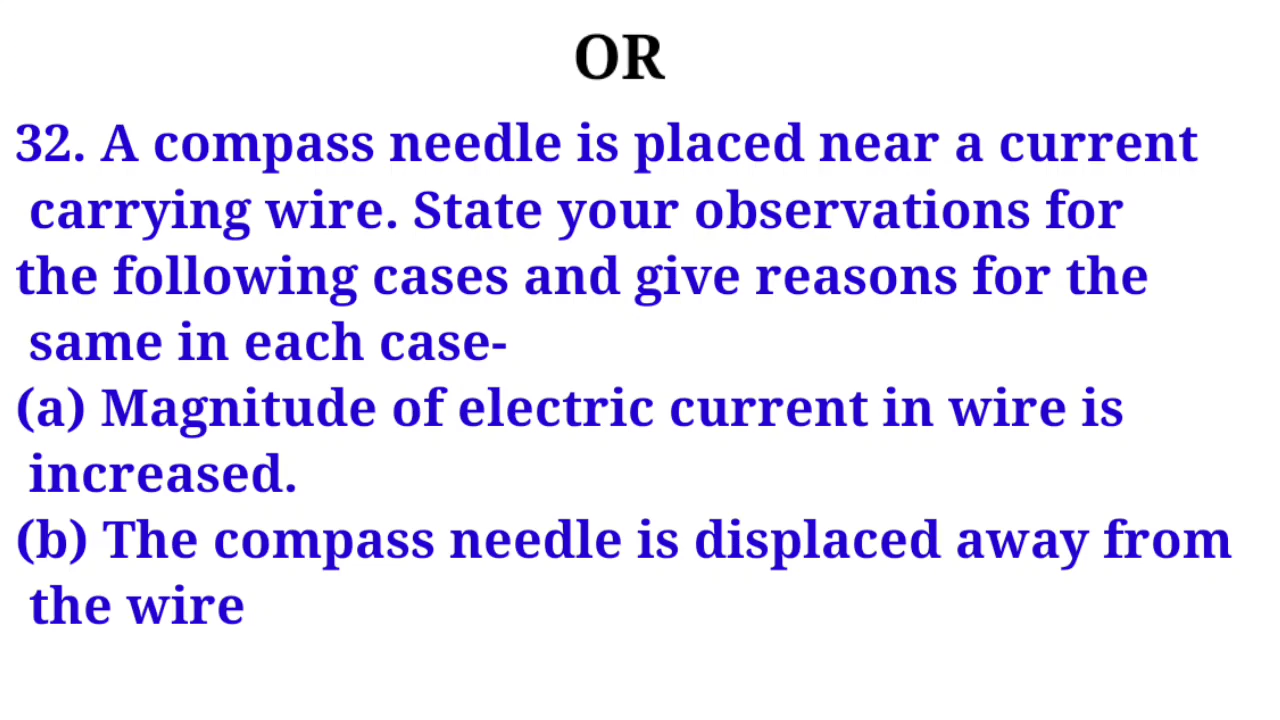 OR
32. A compass needle is placed near a current
carrying wire. State your observations for
the following cases and give reasons for the
same in each case-
(a) Magnitude of electric current in wire is
increased.
(b) The compass needle is displaced away from
the wire